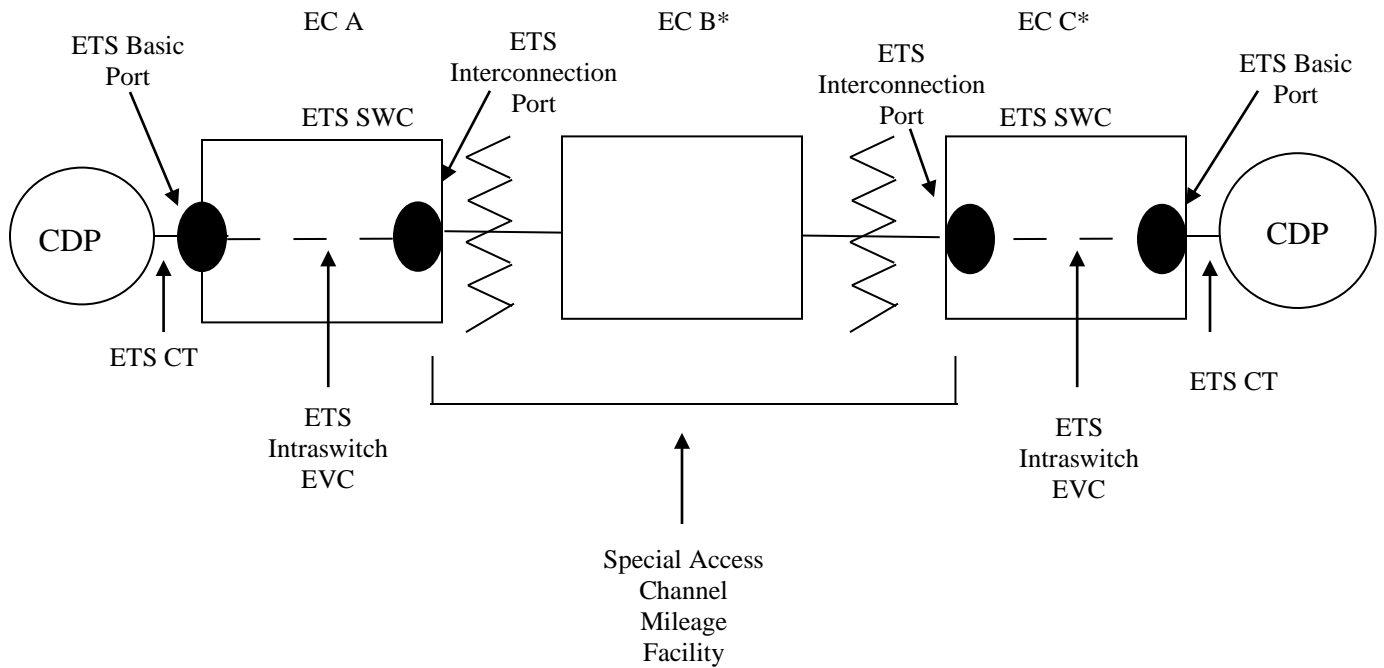 EC A
EC B*
EC C*
ETS Basic
Port
ETS
Interconnection
Port
ETS
Interconnection
Port
ETS Basic
Port
ETS SWC
ETS SWC
CDP
CDP
ETS CT
ETS CT
ETS
Intraswitch
EVC
ETS
Intraswitch
EVC
Special Access
Channel
Mileage
Facility